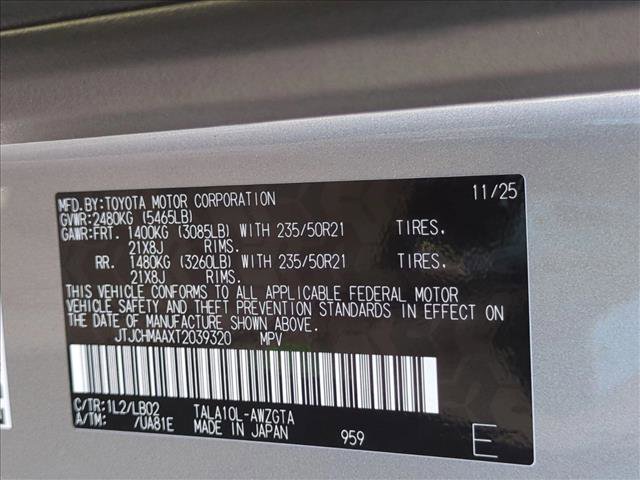 MFD.BY:TOYOTA MOTOR CORPORATION 11/25
GVWR:2480KG (5465LB)
GAWR:FRT. 1400KG (3085LB) WITH 235/50R21 TIRES,
21X8J RIMS.
RR. 1480KG (3260LB) WITH 235/50R21 TIRES,
21X8J RIMS.
THIS VEHICLE CONFORMS TO ALL APPLICABLE FEDERAL MOTOR
VEHICLE SAFETY AND THEFT PREVENTION STANDARDS IN EFFECT ON
THE DATE OF MANUFACTURE SHOWN ABOVE.
JTJCHMAAXT2039320 MPV
C/TR:1L2/LB02 TALA10L-AWZGTA
A/TM: /UA81E MADE IN JAPAN 959 E